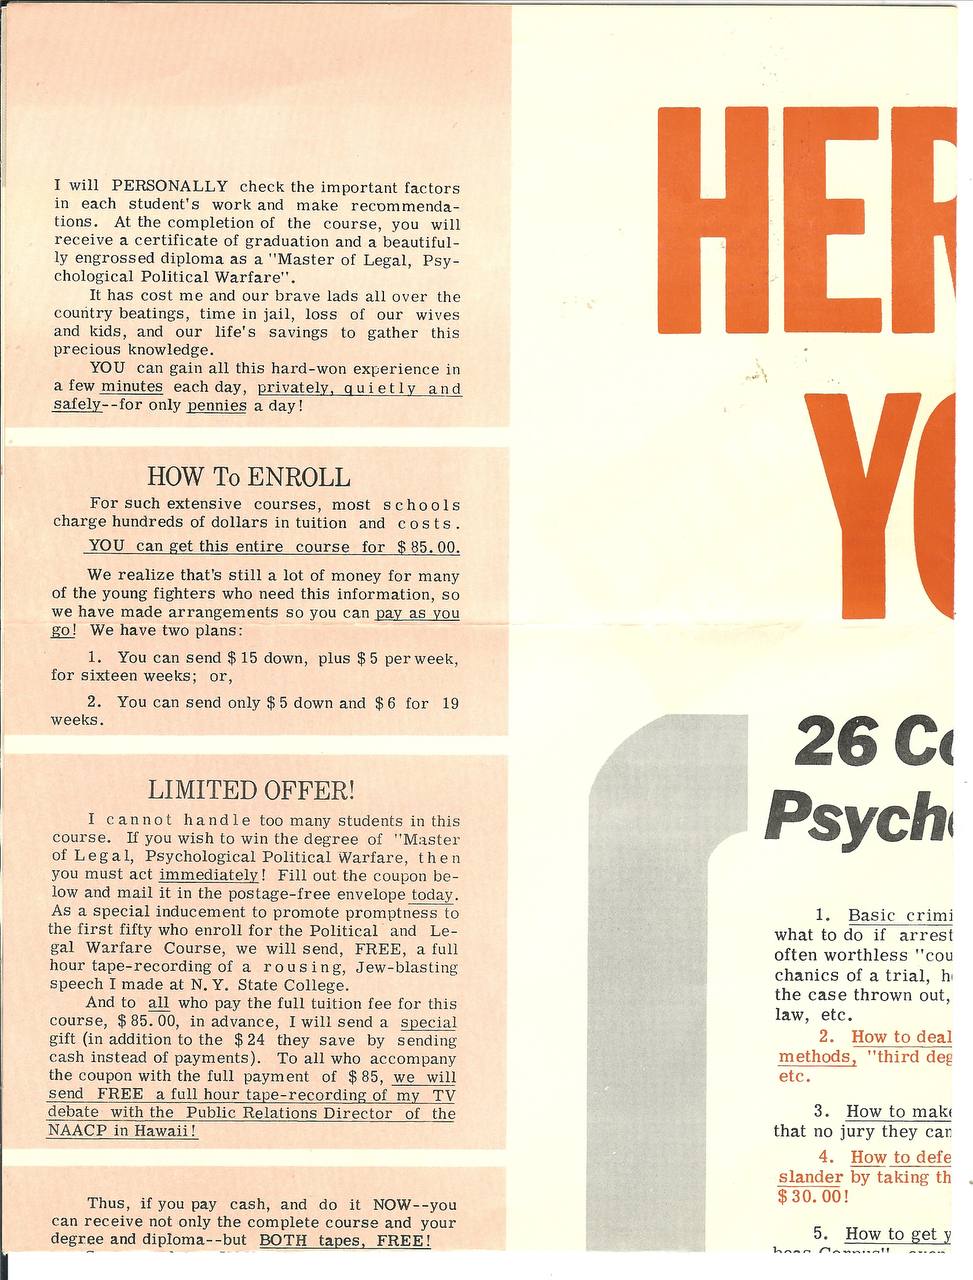 I will PERSONALLY check the important factors
in each student's work and make recommenda-
tions. At the completion of the course, you will
receive a certificate of graduation and a beautiful-
ly engrossed diploma as a "Master of Legal, Psy-
chological Political Warfare".
It has cost me and our brave lads all over the
country beatings, time in jail, loss of our wives
and kids, and our life's savings to gather this
precious knowledge.
YOU can gain all this hard-won experience in
a few minutes each day, privately, quietly and
safely--for only pennies a day!
HOW To ENROLL
For such extensive courses, most schools
charge hundreds of dollars in tuition and costs.
YOU can get this entire course for $85.00.
We realize that's still a lot of money for many
of the young fighters who need this information, so
we have made arrangements so you can pay as you
go! We have two plans:
1. You can send $15 down, plus $5 per week,
for sixteen weeks; or,
2. You can send only $5 down and $6 for 19
weeks.
LIMITED OFFER!
I cannot handle too many students in this
course. If you wish to win the degree of "Master
of Legal, Psychological Political Warfare, then
you must act immediately! Fill out the coupon be-
low and mail it in the postage-free envelope today.
As a special inducement to promote promptness to
the first fifty who enroll for the Political and Le-
gal Warfare Course, we will send, FREE, a full
hour tape-recording of a rousing, Jew-blasting
speech I made at N.Y. State College.
And to all who pay the full tuition fee for this
course, $85.00, in advance, I will send a special
gift (in addition to the $24 they save by sending
cash instead of payments). To all who accompany
the coupon with the full payment of $85, we will
send FREE a full hour tape-recording of my TV
debate with the Public Relations Director of the
NAACP in Hawaii!
Thus, if you pay cash, and do it NOW--you
can receive not only the complete course and your
degree and diploma--but BOTH tapes, FREE!
HER
YO
26 Co
Psycho
1. Basic crimi
what to do if arrest
often worthless "cou
chanics of a trial, h
the case thrown out,
law, etc.
2. How to deal
methods, "third deg
etc.
3. How to make
that no jury they can
4. How to defe
slander by taking th
$30.00!
5. How to get y
beas Corpus", even